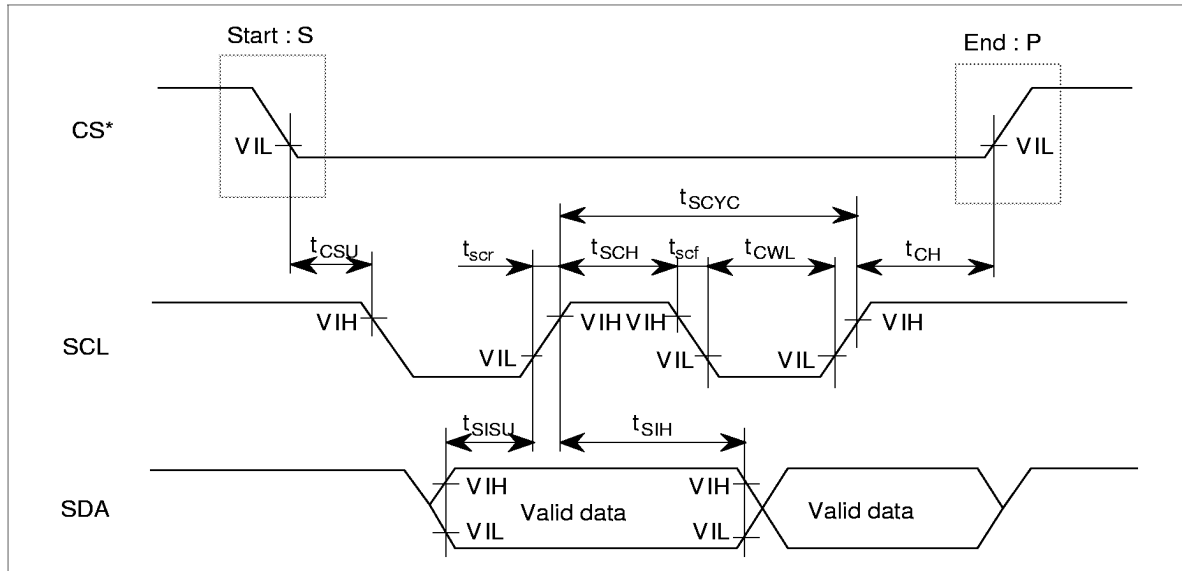 Start : S
End : P
CS*
VIL
VIL
tSCYC
tCSU
tscr
tSCH
tscf
tCWL
tCH
SCL
VIH
VIH VIH
VIH
VIL
VIL
VIL
tSISU
tSIH
SDA
VIH
VIH
Valid data
Valid data
VIL
VIL